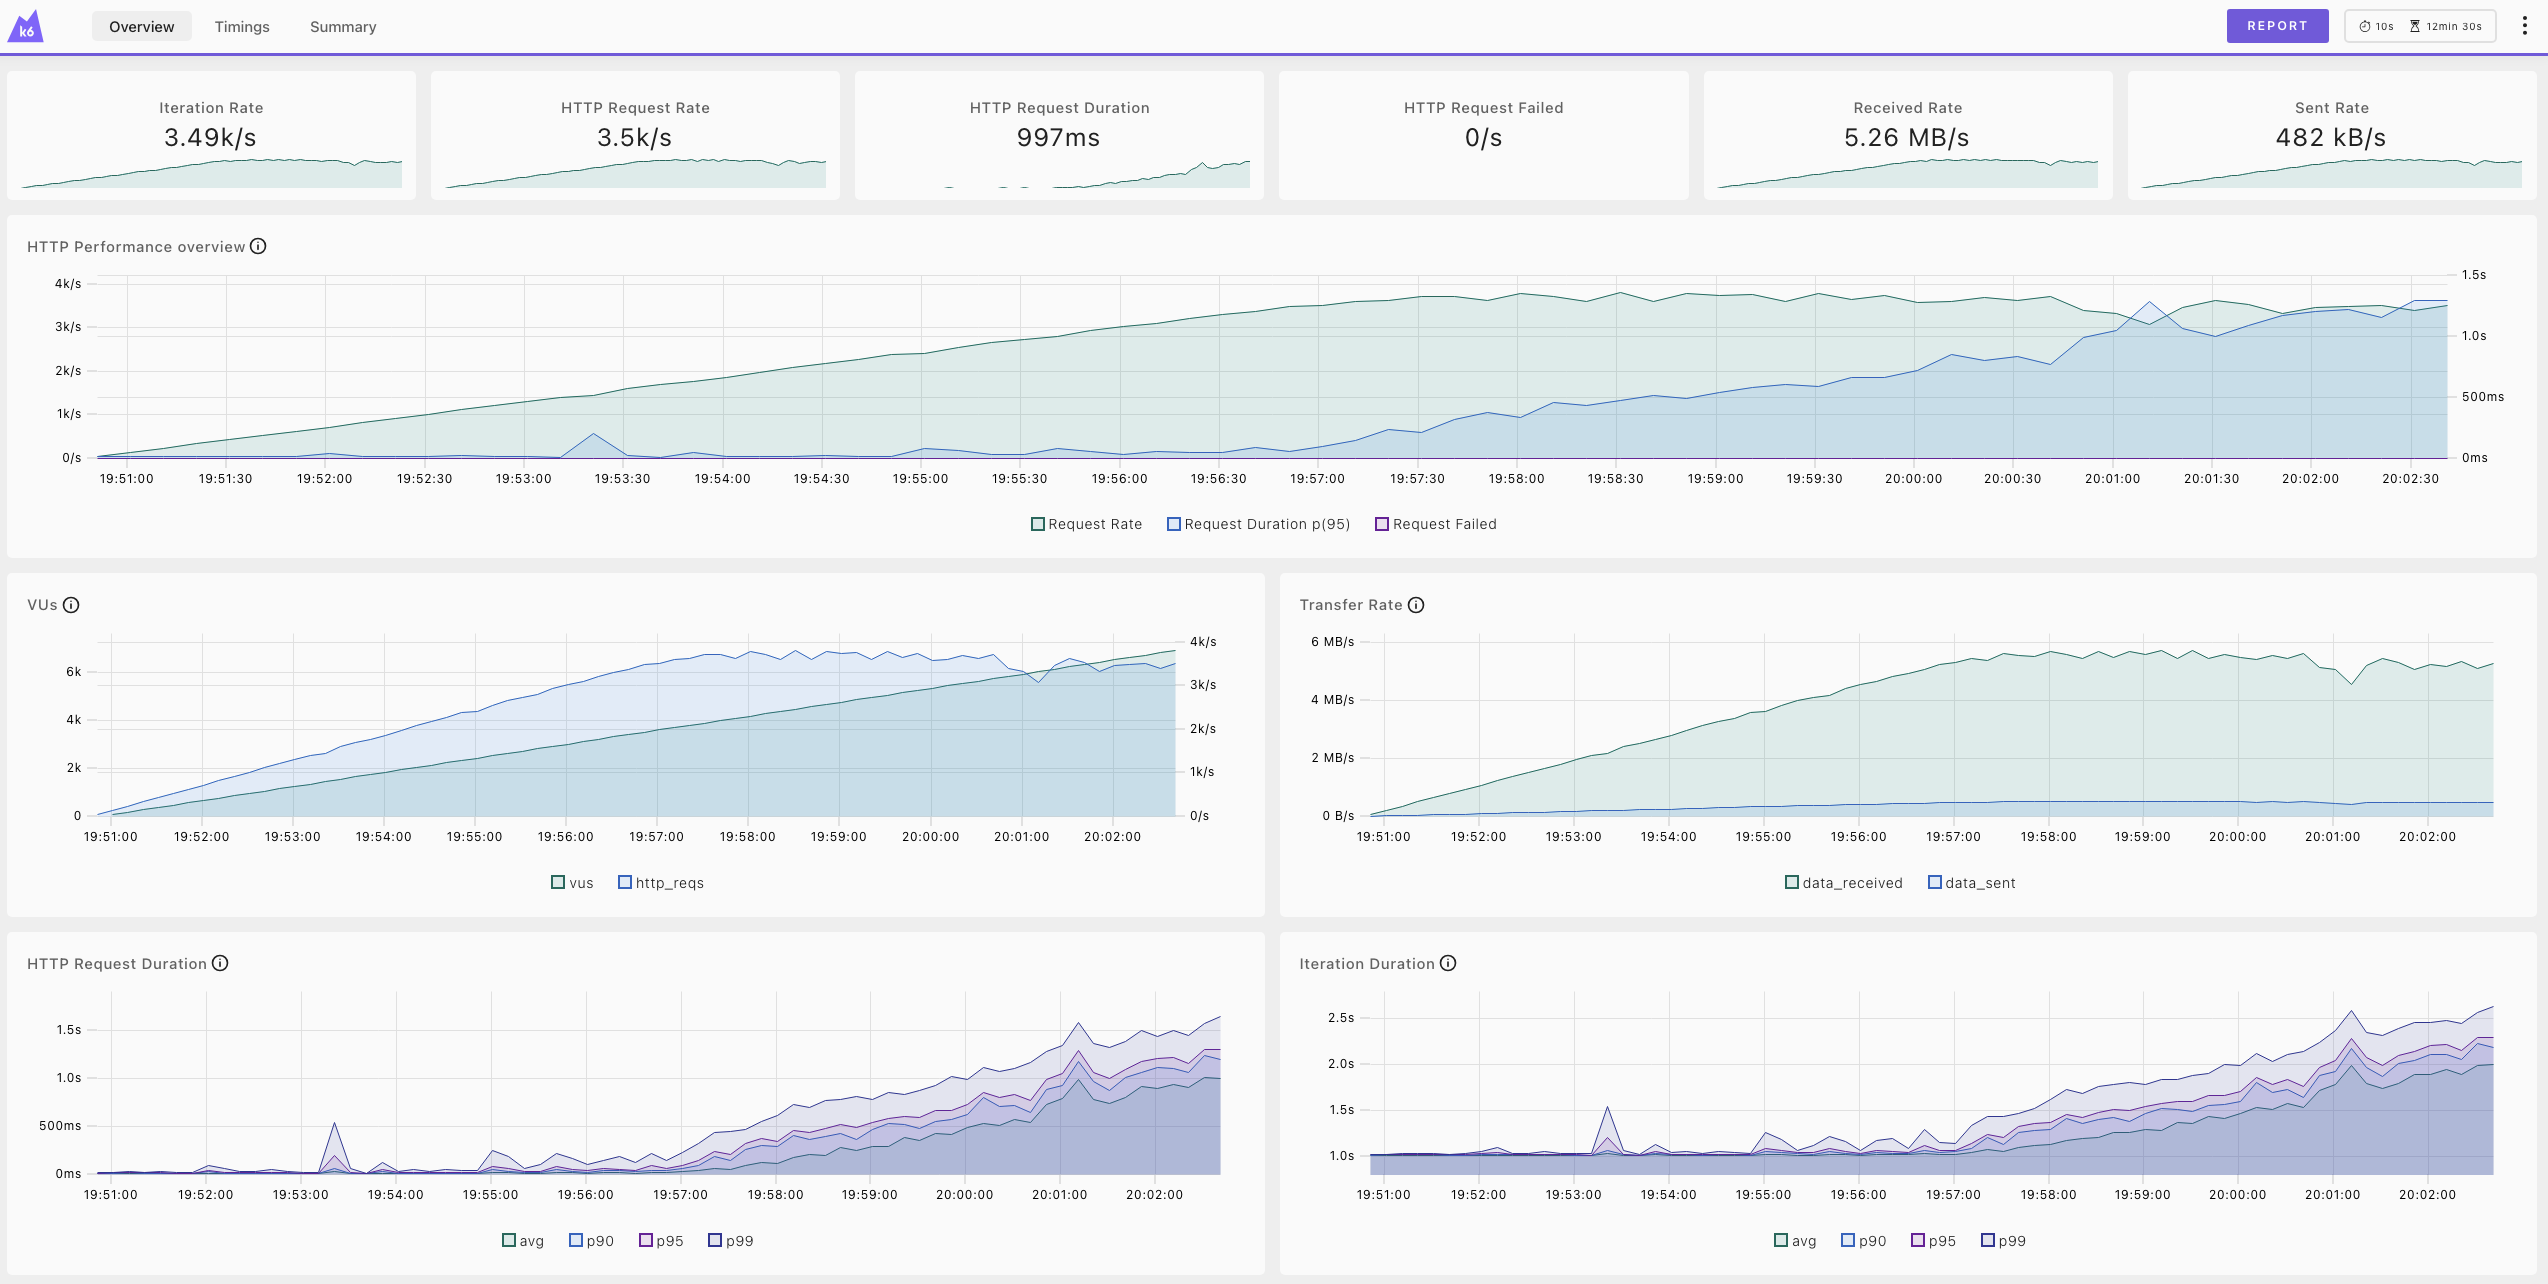 k6 Overview Timings Summary REPORT 10s 12min 30s
Iteration Rate
3.49k/s
HTTP Request Rate
3.5k/s
HTTP Request Duration
997ms
HTTP Request Failed
0/s
Received Rate
5.26 MB/s
Sent Rate
482 kB/s
HTTP Performance overview
4k/s
3k/s
2k/s
1k/s
0/s
1.5s
1.0s
500ms
0ms
19:51:00 19:51:30 19:52:00 19:52:30 19:53:00 19:53:30 19:54:00 19:54:30 19:55:00 19:55:30 19:56:00 19:56:30 19:57:00 19:57:30 19:58:00 19:58:30 19:59:00 19:59:30 20:00:00 20:00:30 20:01:00 20:01:30 20:02:00 20:02:30
Request Rate Request Duration p(95) Request Failed
VUs
6k
4k
2k
0
4k/s
3k/s
2k/s
1k/s
0/s
19:51:00 19:52:00 19:53:00 19:54:00 19:55:00 19:56:00 19:57:00 19:58:00 19:59:00 20:00:00 20:01:00 20:02:00
vus http_reqs
Transfer Rate
6 MB/s
4 MB/s
2 MB/s
0 B/s
19:51:00 19:52:00 19:53:00 19:54:00 19:55:00 19:56:00 19:57:00 19:58:00 19:59:00 20:00:00 20:01:00 20:02:00
data_received data_sent
HTTP Request Duration
1.5s
1.0s
500ms
0ms
19:51:00 19:52:00 19:53:00 19:54:00 19:55:00 19:56:00 19:57:00 19:58:00 19:59:00 20:00:00 20:01:00 20:02:00
avg p90 p95 p99
Iteration Duration
2.5s
2.0s
1.5s
1.0s
19:51:00 19:52:00 19:53:00 19:54:00 19:55:00 19:56:00 19:57:00 19:58:00 19:59:00 20:00:00 20:01:00 20:02:00
avg p90 p95 p99